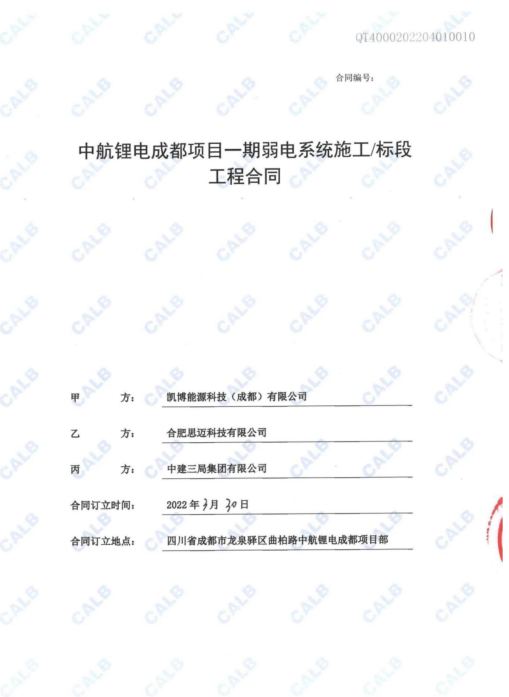 QT4000202204010010
合同编号：
中航锂电成都项目一期弱电系统施工/标段
工程合同
甲 方： 凯博能源科技（成都）有限公司
乙 方： 合肥思迈科技有限公司
丙 方： 中建三局集团有限公司
合同订立时间： 2022 年 3 月 30 日
合同订立地点： 四川省成都市龙泉驿区曲柏路中航锂电成都项目部
CALB